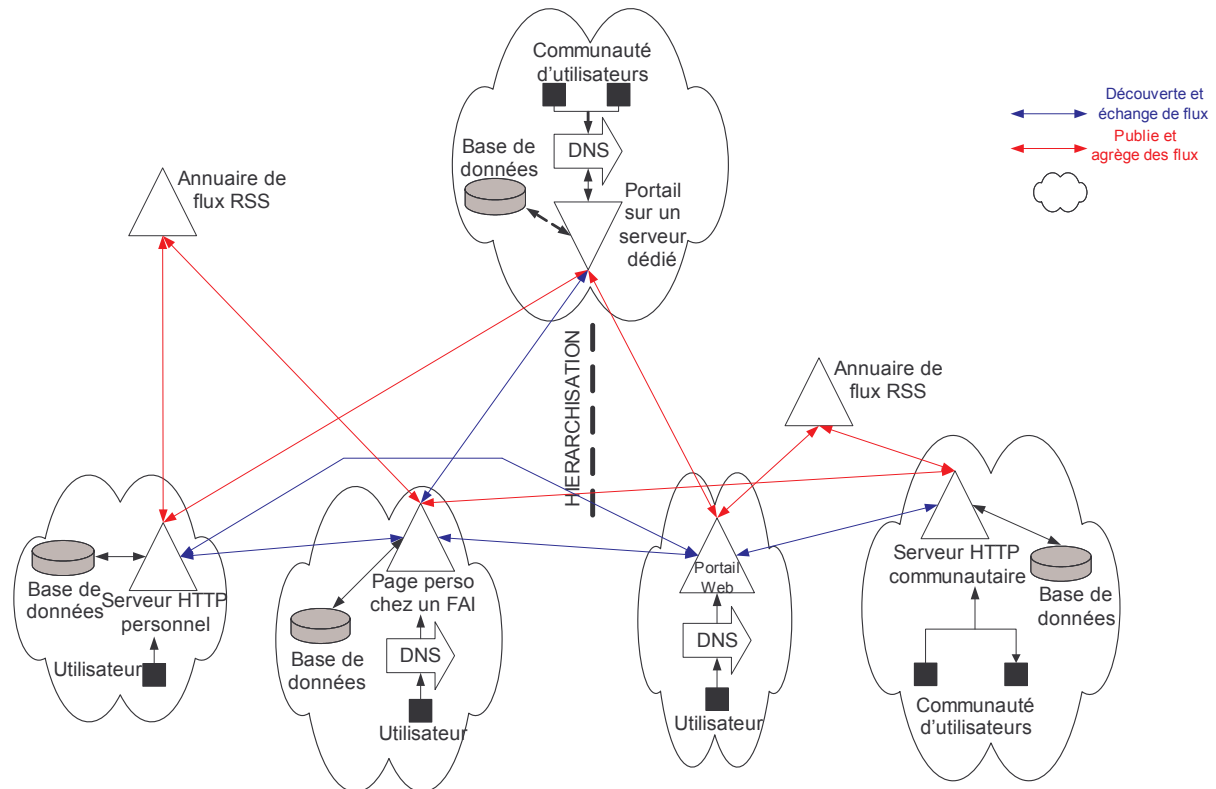 Communauté
d'utilisateurs
DNS
Base de
données
Portail
sur un
serveur
dédié
Découverte et
échange de flux
Publie et
agrège des flux
Annuaire de
flux RSS
HIERARCHISATION
Annuaire de
flux RSS
Base de
données
Serveur HTTP
personnel
Utilisateur
Page perso
chez un FAI
Base de
données
DNS
Utilisateur
Portail
Web
DNS
Utilisateur
Serveur HTTP
communautaire
Base de
données
Communauté
d'utilisateurs